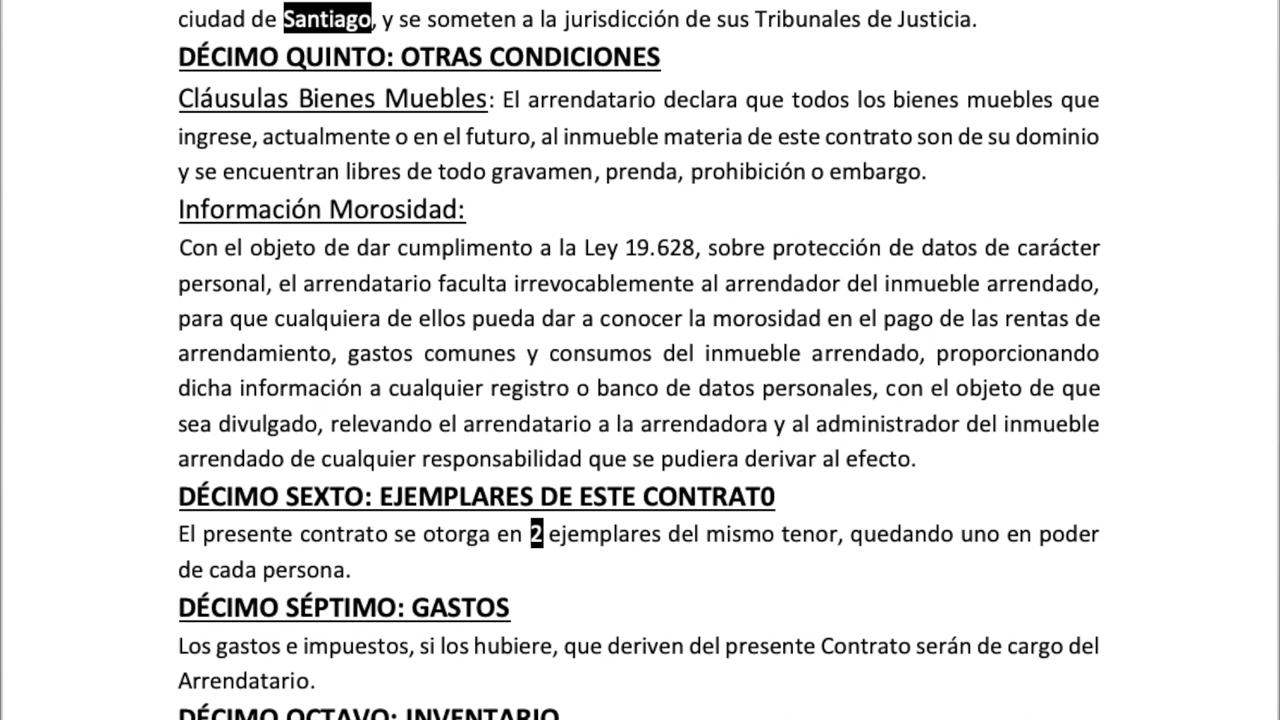 ciudad de Santiago, y se someten a la jurisdicción de sus Tribunales de Justicia.
DÉCIMO QUINTO: OTRAS CONDICIONES
Cláusulas Bienes Muebles: El arrendatario declara que todos los bienes muebles que
ingrese, actualmente o en el futuro, al inmueble materia de este contrato son de su dominio
y se encuentran libres de todo gravamen, prenda, prohibición o embargo.
Información Morosidad:
Con el objeto de dar cumplimento a la Ley 19.628, sobre protección de datos de carácter
personal, el arrendatario faculta irrevocablemente al arrendador del inmueble arrendado,
para que cualquiera de ellos pueda dar a conocer la morosidad en el pago de las rentas de
arrendamiento, gastos comunes y consumos del inmueble arrendado, proporcionando
dicha información a cualquier registro o banco de datos personales, con el objeto de que
sea divulgado, relevando el arrendatario a la arrendadora y al administrador del inmueble
arrendado de cualquier responsabilidad que se pudiera derivar al efecto.
DÉCIMO SEXTO: EJEMPLARES DE ESTE CONTRAT0
El presente contrato se otorga en 2 ejemplares del mismo tenor, quedando uno en poder
de cada persona.
DÉCIMO SÉPTIMO: GASTOS
Los gastos e impuestos, si los hubiere, que deriven del presente Contrato serán de cargo del
Arrendatario.
DÉCIMO OCTAVO: INVENTARIO